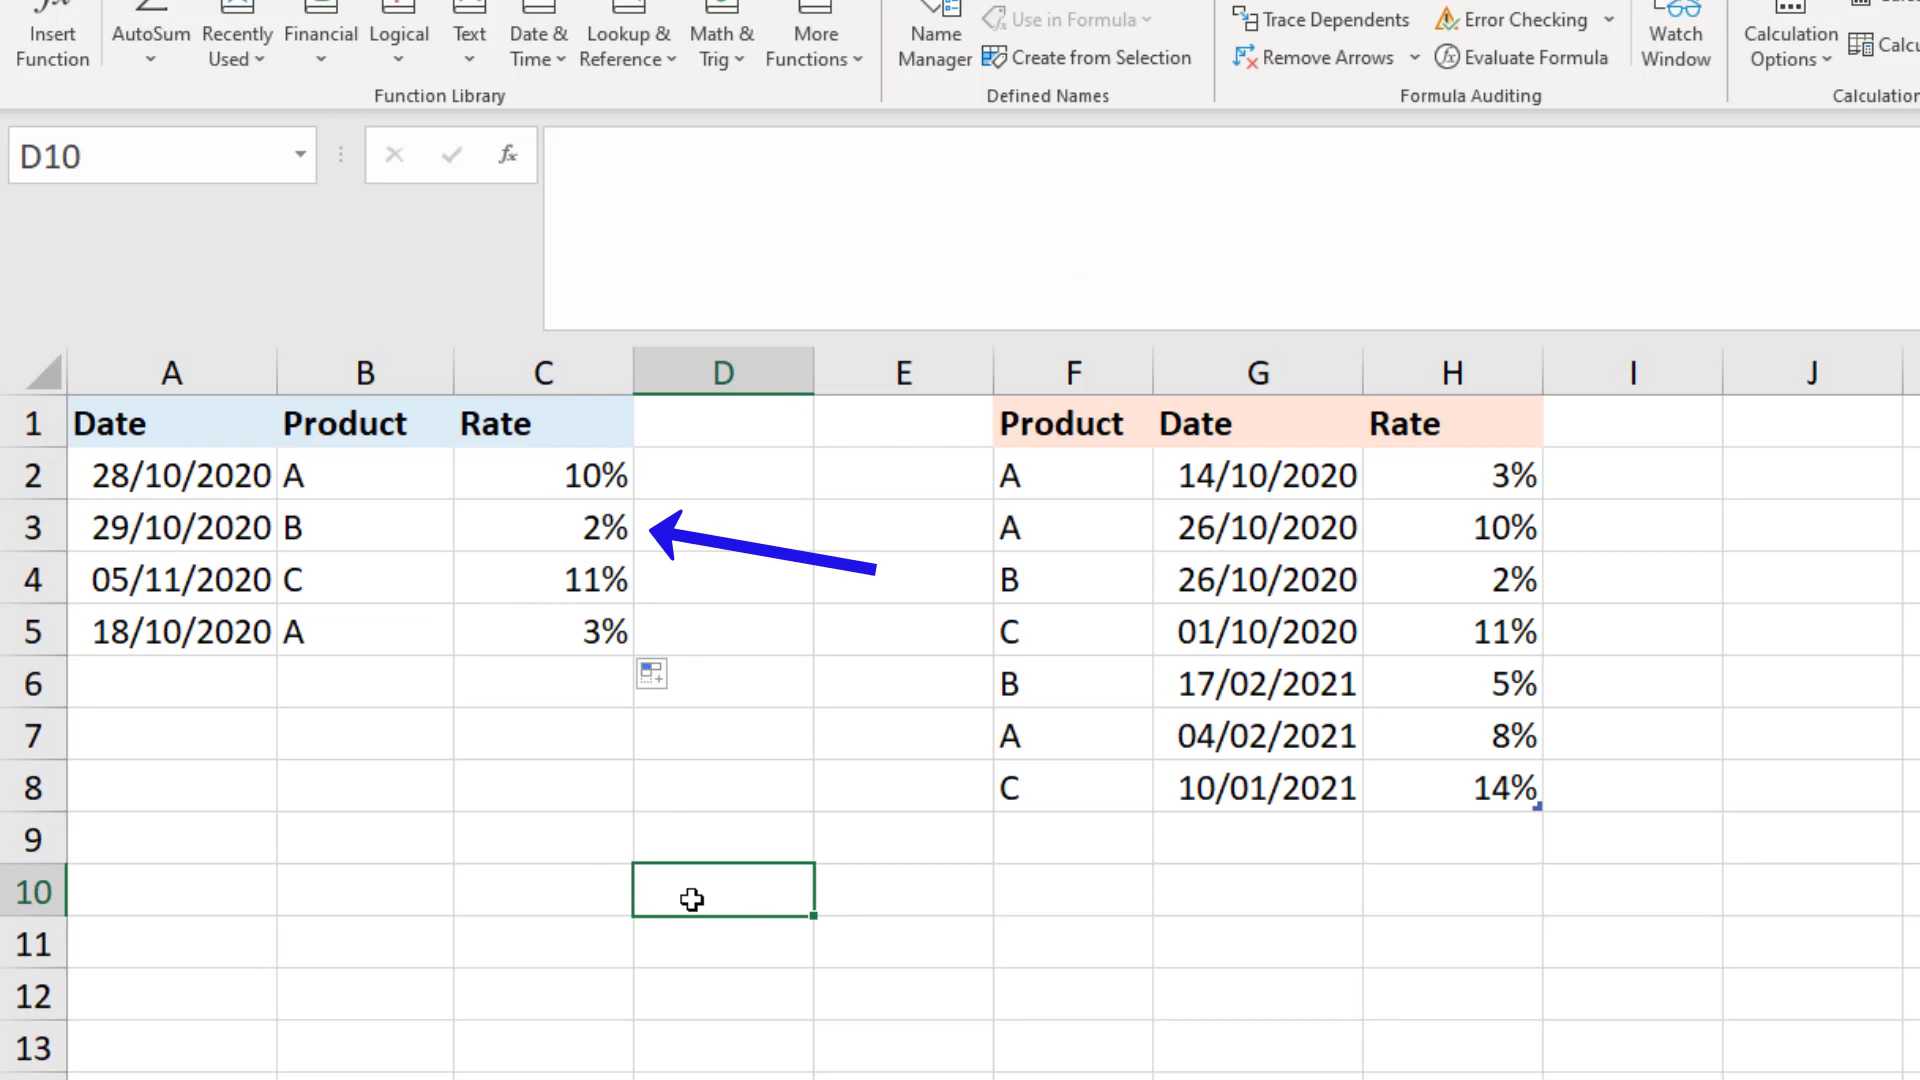 Insert Function
AutoSum
Recently Used
Financial
Logical
Text
Date & Time
Lookup & Reference
Math & Trig
More Functions
Function Library
Name Manager
Use in Formula
Create from Selection
Defined Names
Trace Dependents
Remove Arrows
Error Checking
Evaluate Formula
Formula Auditing
Watch Window
Calculation Options
Calcu
Calculation
D10
fx
A B C D E F G H I J
1 Date Product Rate Product Date Rate
2 28/10/2020 A 10% A 14/10/2020 3%
3 29/10/2020 B 2% A 26/10/2020 10%
4 05/11/2020 C 11% B 26/10/2020 2%
5 18/10/2020 A 3% C 01/10/2020 11%
6 B 17/02/2021 5%
7 A 04/02/2021 8%
8 C 10/01/2021 14%
9
10
11
12
13